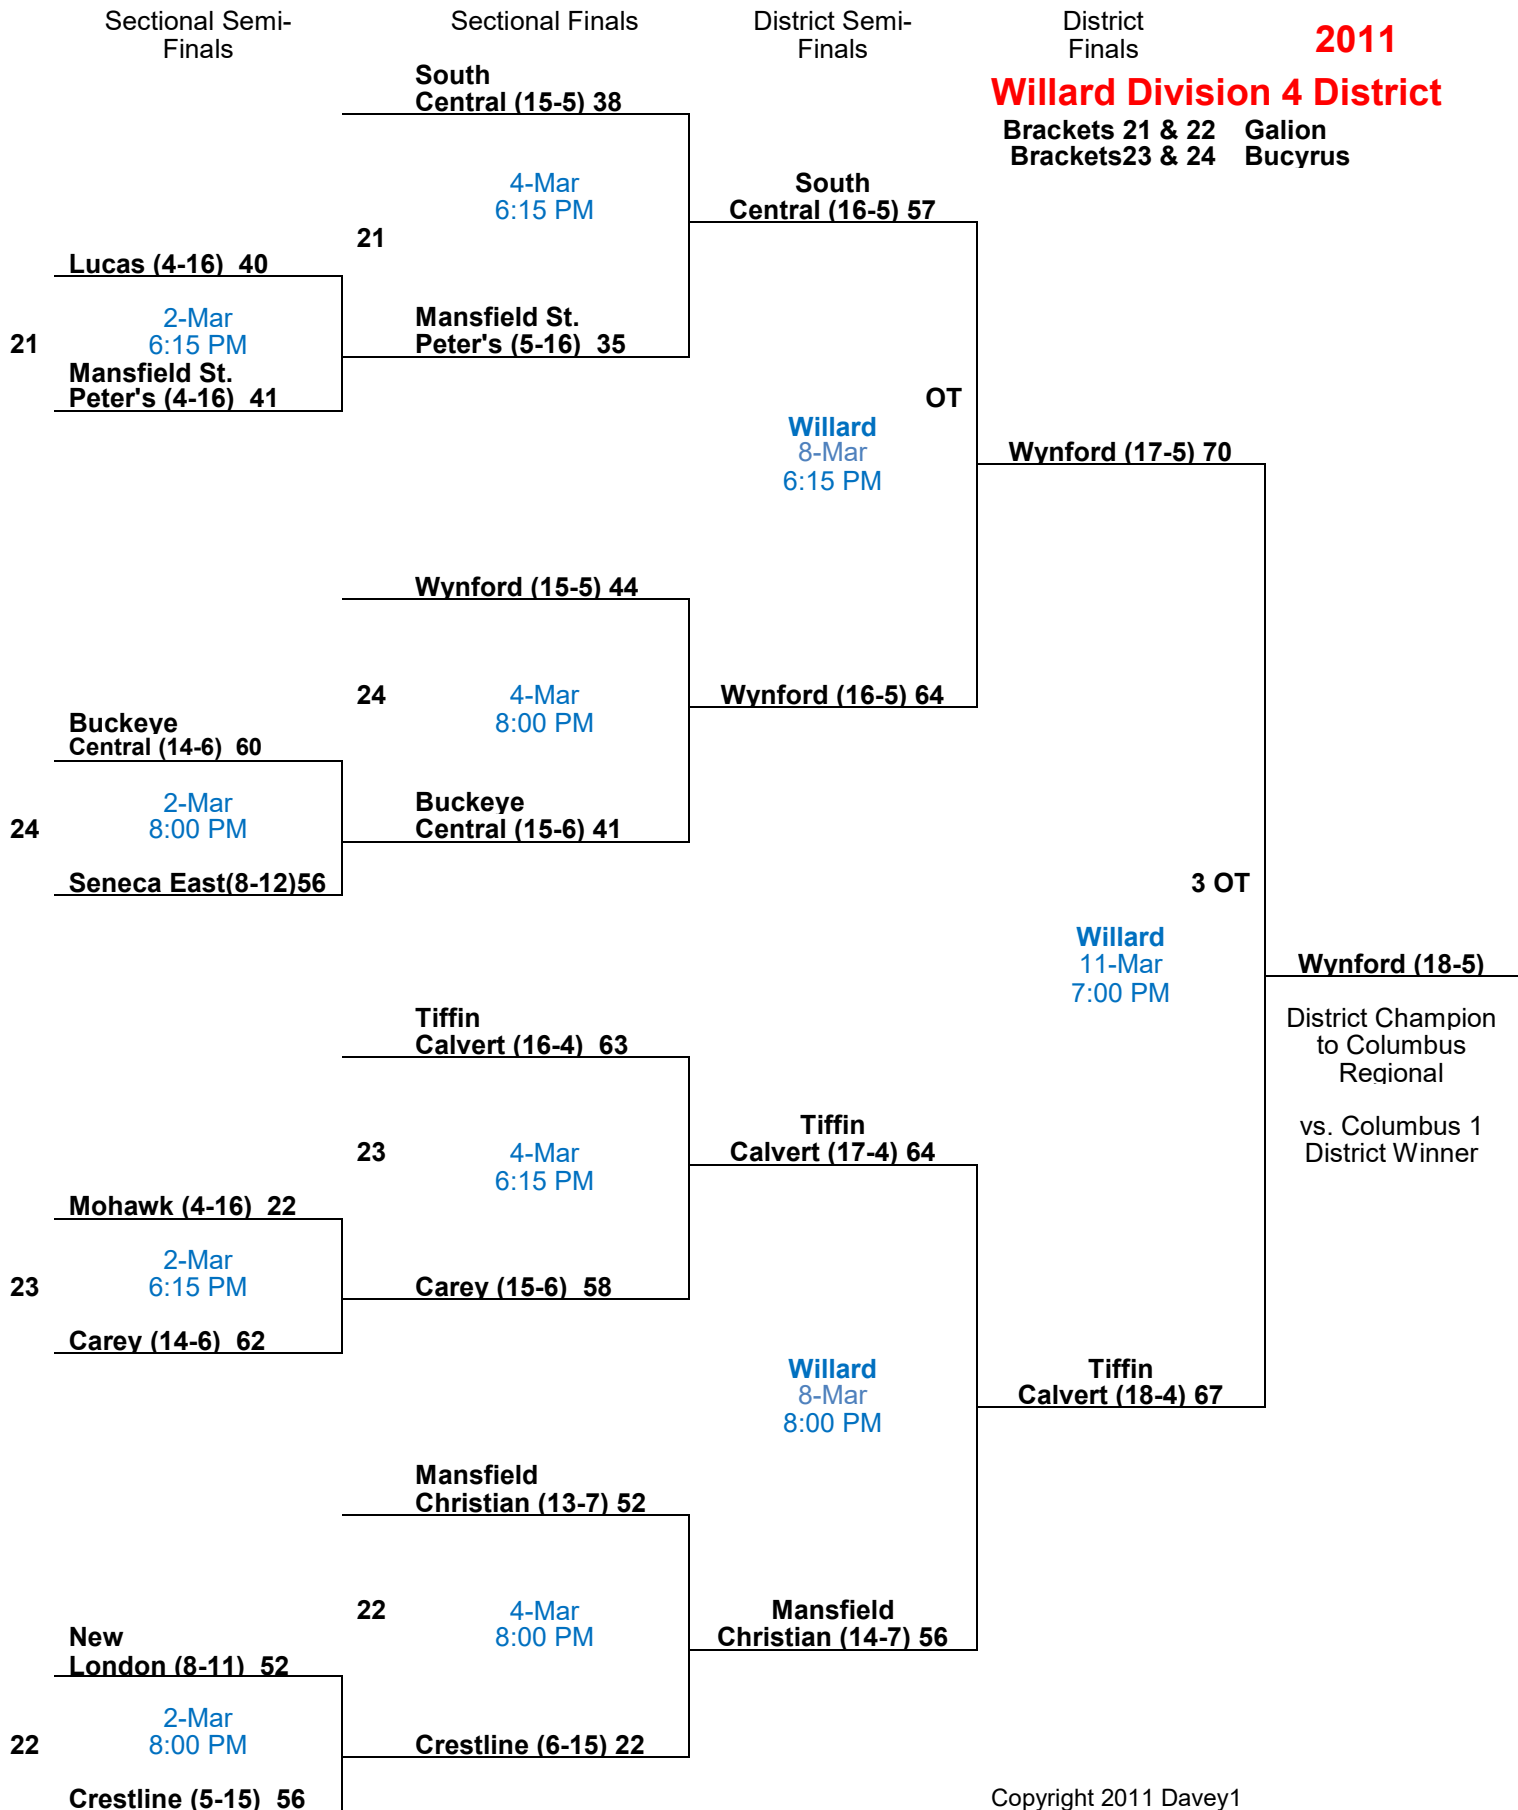 Sectional Semi-
Finals
Sectional Finals
District Semi-
Finals
District
Finals
2011
Willard Division 4 District
Brackets 21 & 22 Galion
Brackets23 & 24 Bucyrus
South
Central (15-5) 38
4-Mar
6:15 PM
21
South
Central (16-5) 57
Lucas (4-16) 40
2-Mar
6:15 PM
21
Mansfield St.
Peter's (4-16) 41
Mansfield St.
Peter's (5-16) 35
OT
Willard
8-Mar
6:15 PM
Wynford (17-5) 70
Wynford (15-5) 44
24
4-Mar
8:00 PM
Wynford (16-5) 64
Buckeye
Central (14-6) 60
2-Mar
8:00 PM
24
Buckeye
Central (15-6) 41
Seneca East(8-12)56
3 OT
Willard
11-Mar
7:00 PM
Wynford (18-5)
District Champion
to Columbus
Regional
vs. Columbus 1
District Winner
Tiffin
Calvert (16-4) 63
23
4-Mar
6:15 PM
Tiffin
Calvert (17-4) 64
Mohawk (4-16) 22
2-Mar
6:15 PM
23
Carey (15-6) 58
Carey (14-6) 62
Willard
8-Mar
8:00 PM
Tiffin
Calvert (18-4) 67
Mansfield
Christian (13-7) 52
22
4-Mar
8:00 PM
Mansfield
Christian (14-7) 56
New
London (8-11) 52
2-Mar
8:00 PM
22
Crestline (6-15) 22
Crestline (5-15) 56
Copyright 2011 Davey1